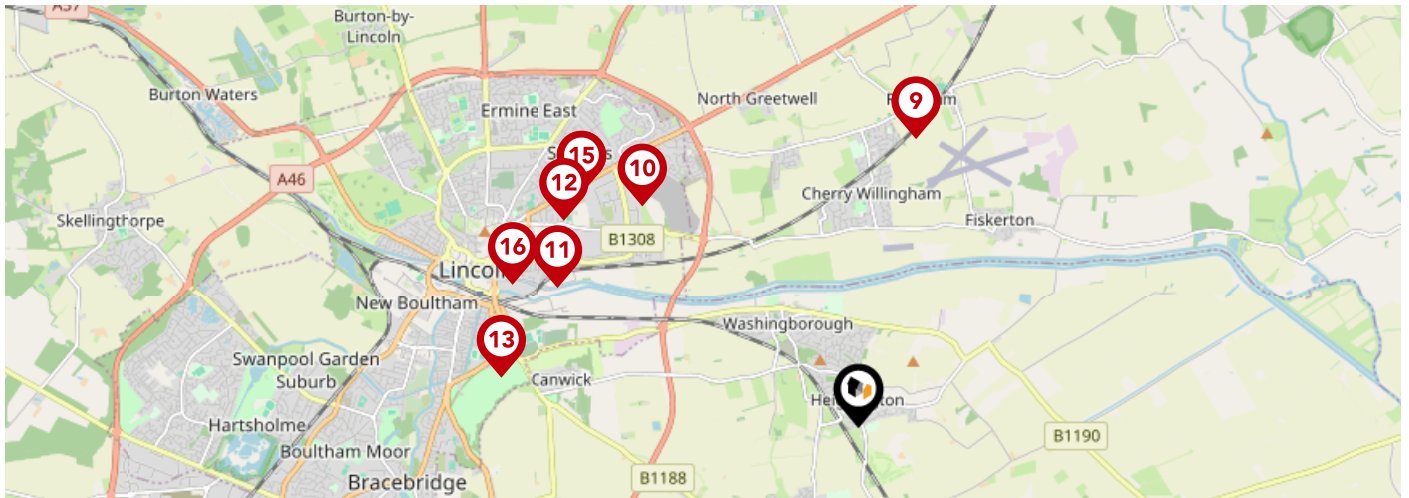 A57
Burton-by-
Lincoln
Burton Waters
Ermine East
North Greetwell
9
15
10
12
A46
Cherry Willingham
Skellingthorpe
Fiskerton
B1308
16
11
Lincoln
New Boultham
Washingborough
13
Swanpool Garden
Suburb
Canwick
Hartsholme
B1190
Boultham Moor
B1188
Bracebridge